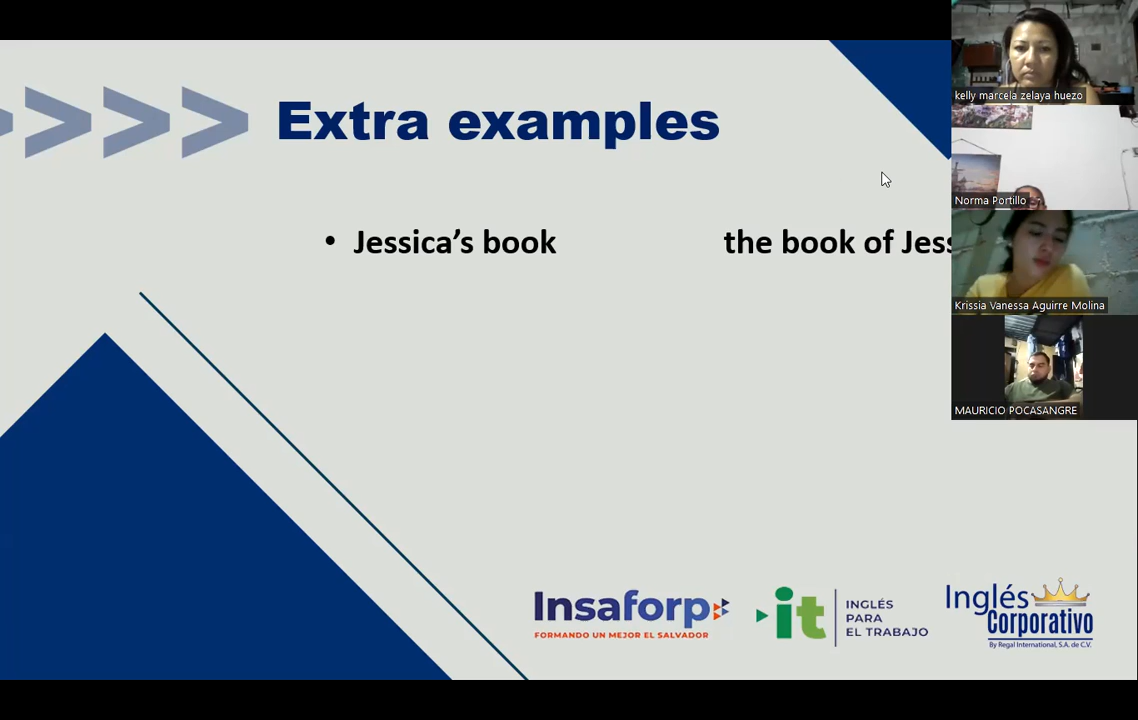 Extra examples
• Jessica’s book the book of
kelly marcela zelaya huezo
Norma Portillo
Krissia Vanessa Aguirre Molina
MAURICIO POCASANGRE
Insaforp
FORMANDO UN MEJOR EL SALVADOR
it
INGLÉS
PARA
EL TRABAJO
Inglés
Corporativo
By Regal International, S.A. de C.V.